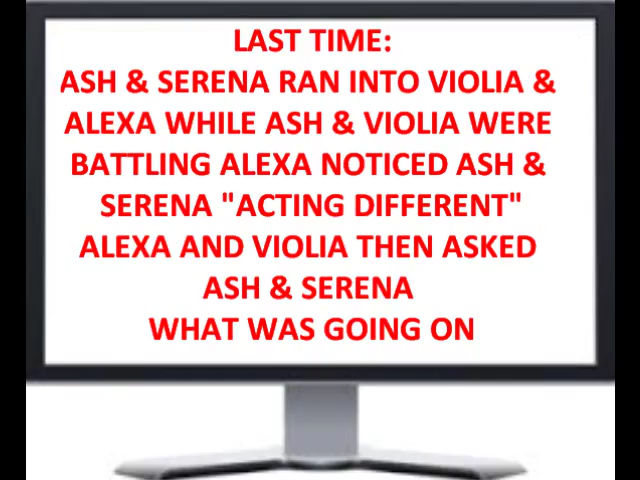 LAST TIME:
ASH & SERENA RAN INTO VIOLIA &
ALEXA WHILE ASH & VIOLIA WERE
BATTLING ALEXA NOTICED ASH &
SERENA "ACTING DIFFERENT"
ALEXA AND VIOLIA THEN ASKED
ASH & SERENA
WHAT WAS GOING ON